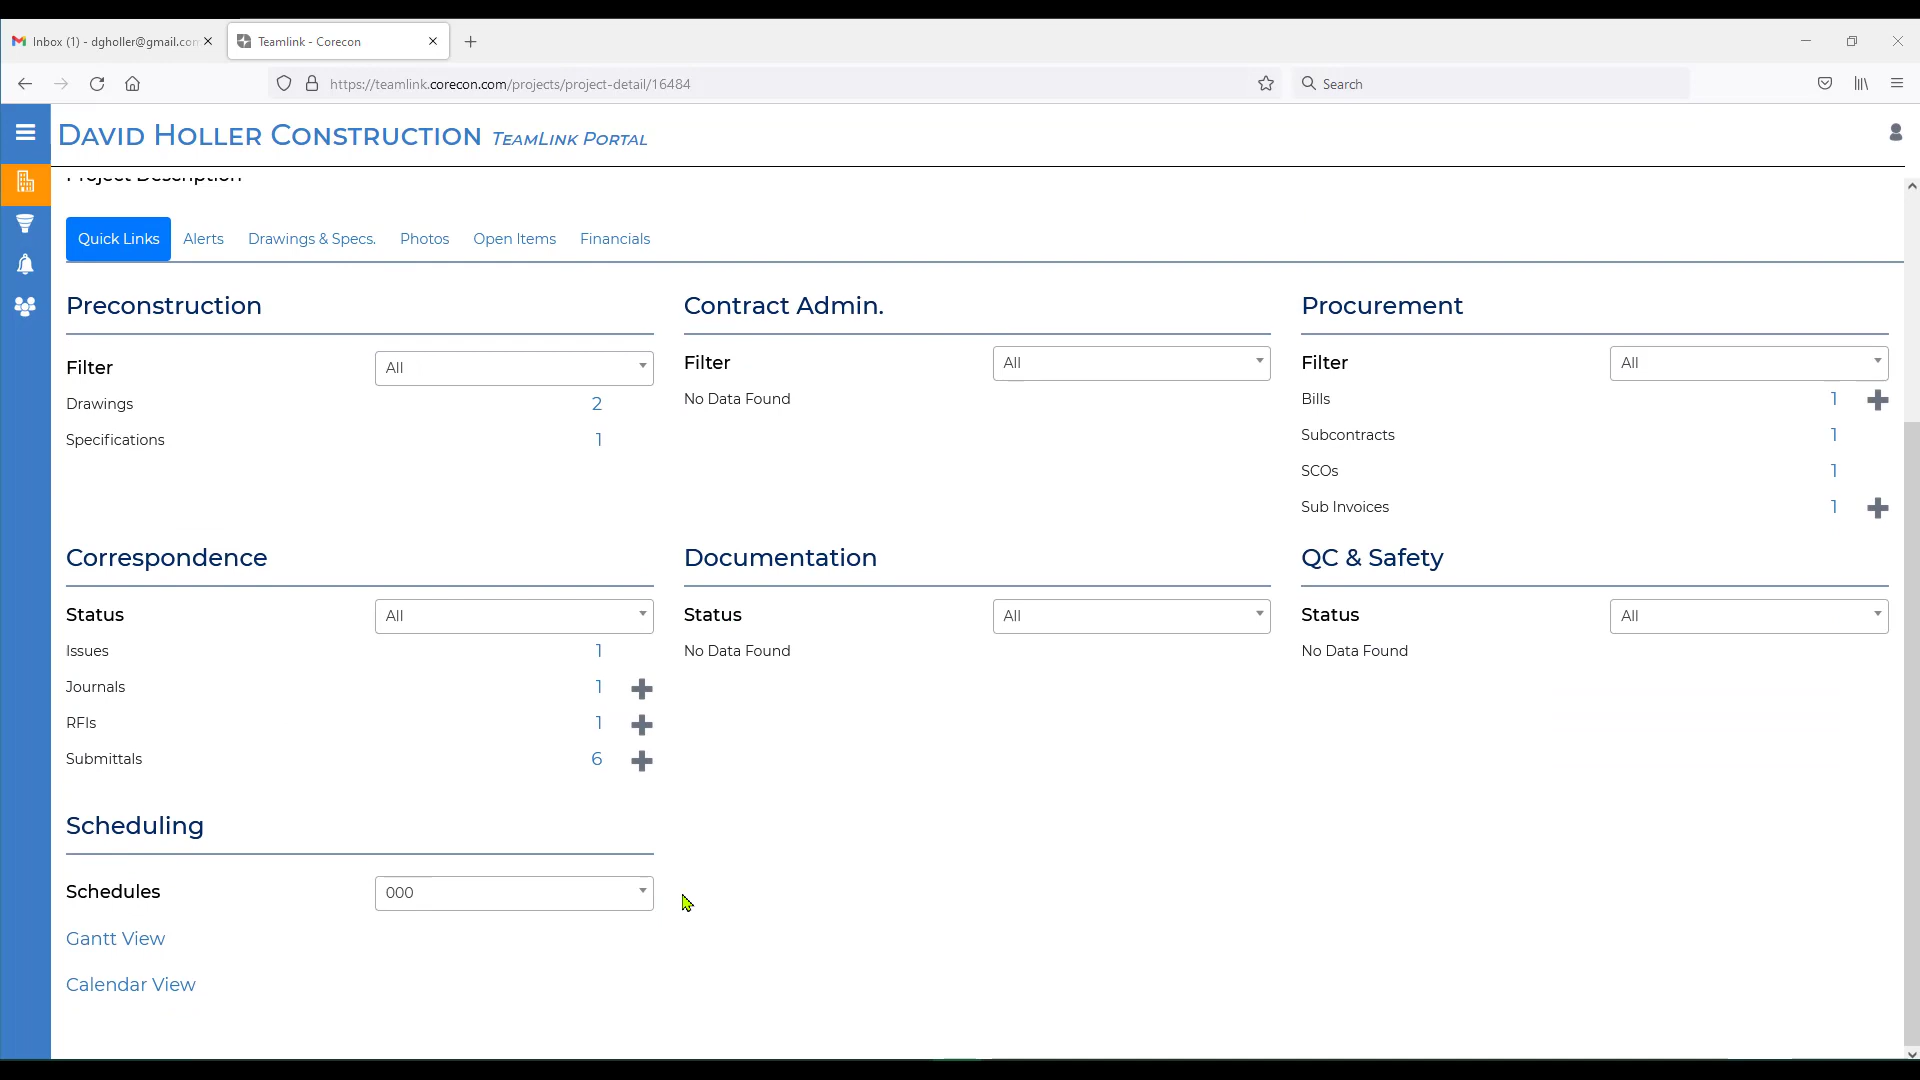 Inbox (1) - dgholler@gmail.com
Teamlink - Corecon
https://teamlink.corecon.com/projects/project-detail/16484
Search
David Holler Construction TeamLink Portal
Project Description
Quick Links Alerts Drawings & Specs. Photos Open Items Financials
Preconstruction
Filter All
Drawings 2
Specifications 1
Contract Admin.
Filter All
No Data Found
Procurement
Filter All
Bills 1
Subcontracts 1
SCOs 1
Sub Invoices 1
Correspondence
Status All
Issues 1
Journals 1
RFIs 1
Submittals 6
Documentation
Status All
No Data Found
QC & Safety
Status All
No Data Found
Scheduling
Schedules 000
Gantt View
Calendar View